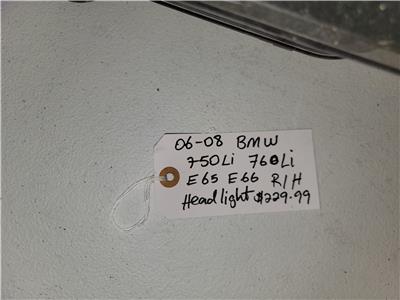 06-08 BMW
750Li 760Li
E65 E66 R/H
Headlight $229.99